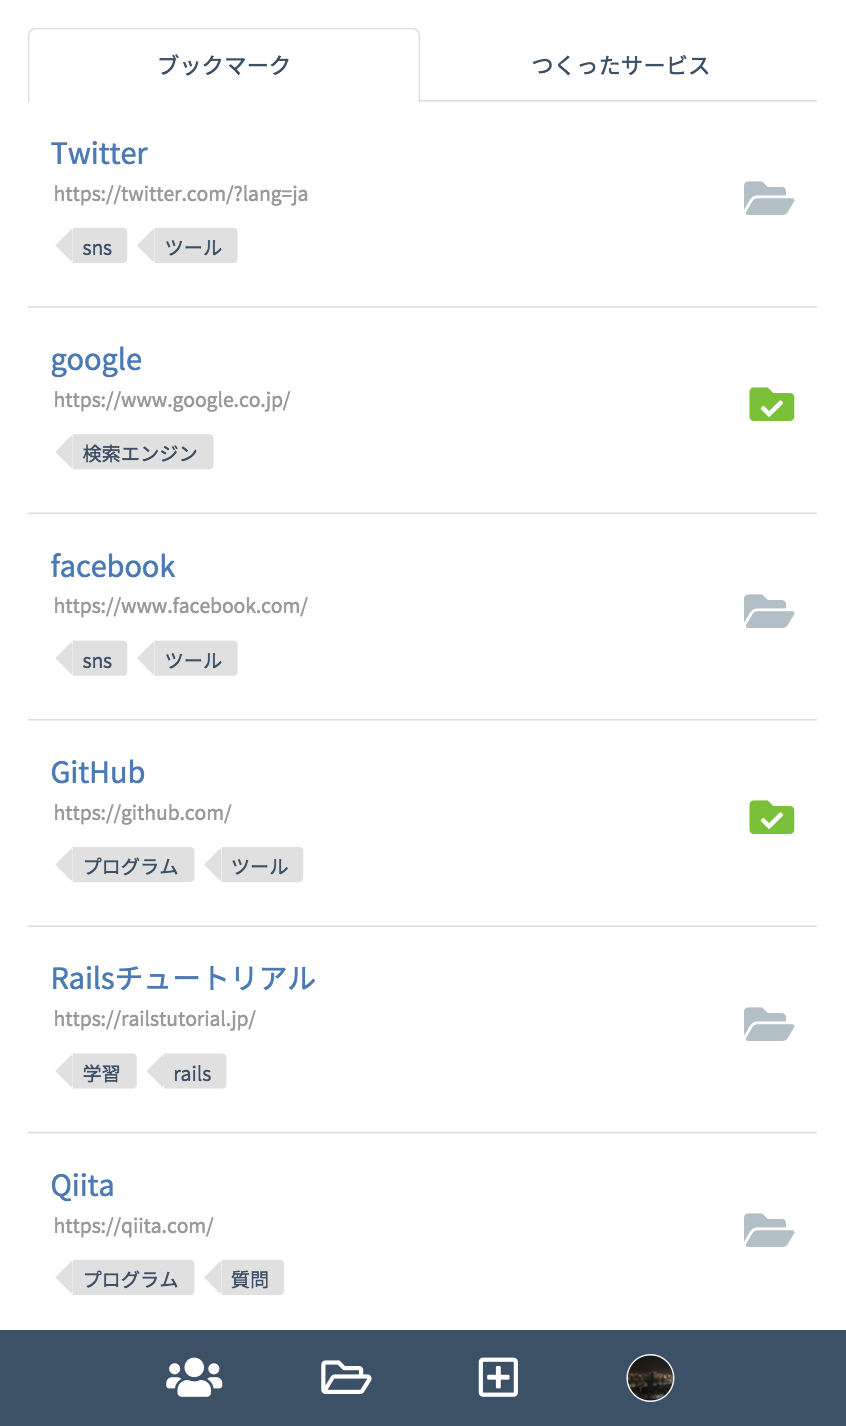 ブックマーク つくったサービス
Twitter
https://twitter.com/?lang=ja
sns ツール
google
https://www.google.co.jp/
検索エンジン
facebook
https://www.facebook.com/
sns ツール
GitHub
https://github.com/
プログラム ツール
Railsチュートリアル
https://railstutorial.jp/
学習 rails
Qiita
https://qiita.com/
プログラム 質問